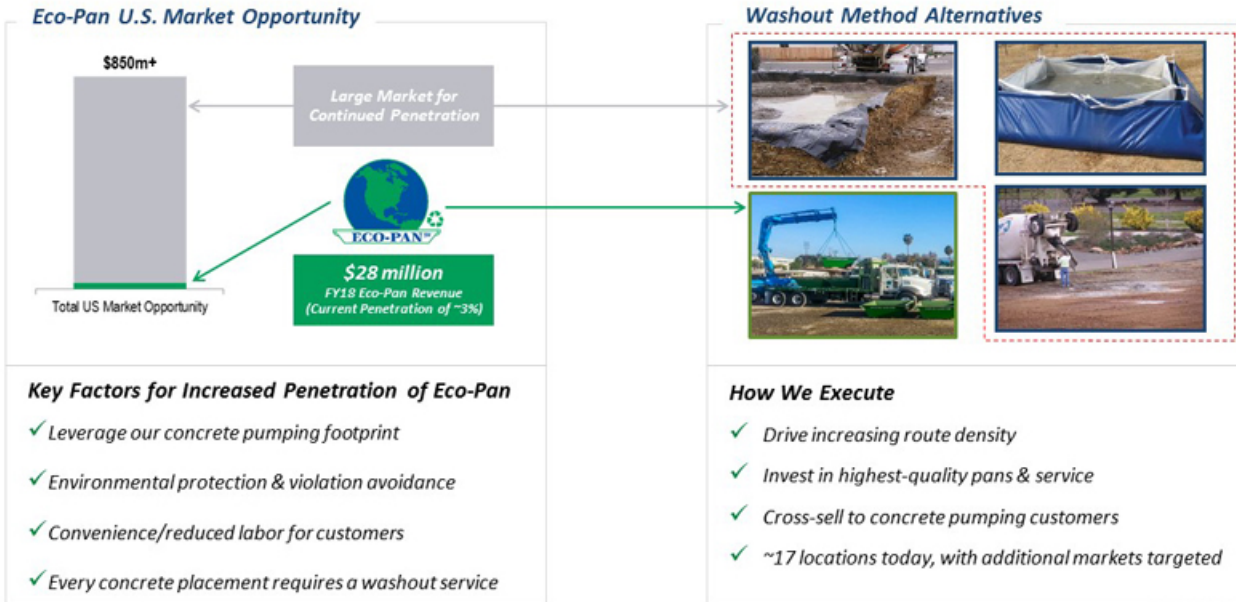 Eco-Pan U.S. Market Opportunity
$850m+
Large Market for
Continued Penetration
ECO-PAN
$28 million
FY18 Eco-Pan Revenue
(Current Penetration of ~3%)
Total US Market Opportunity
Washout Method Alternatives
Key Factors for Increased Penetration of Eco-Pan
Leverage our concrete pumping footprint
Environmental protection & violation avoidance
Convenience/reduced labor for customers
Every concrete placement requires a washout service
How We Execute
Drive increasing route density
Invest in highest-quality pans & service
Cross-sell to concrete pumping customers
~17 locations today, with additional markets targeted